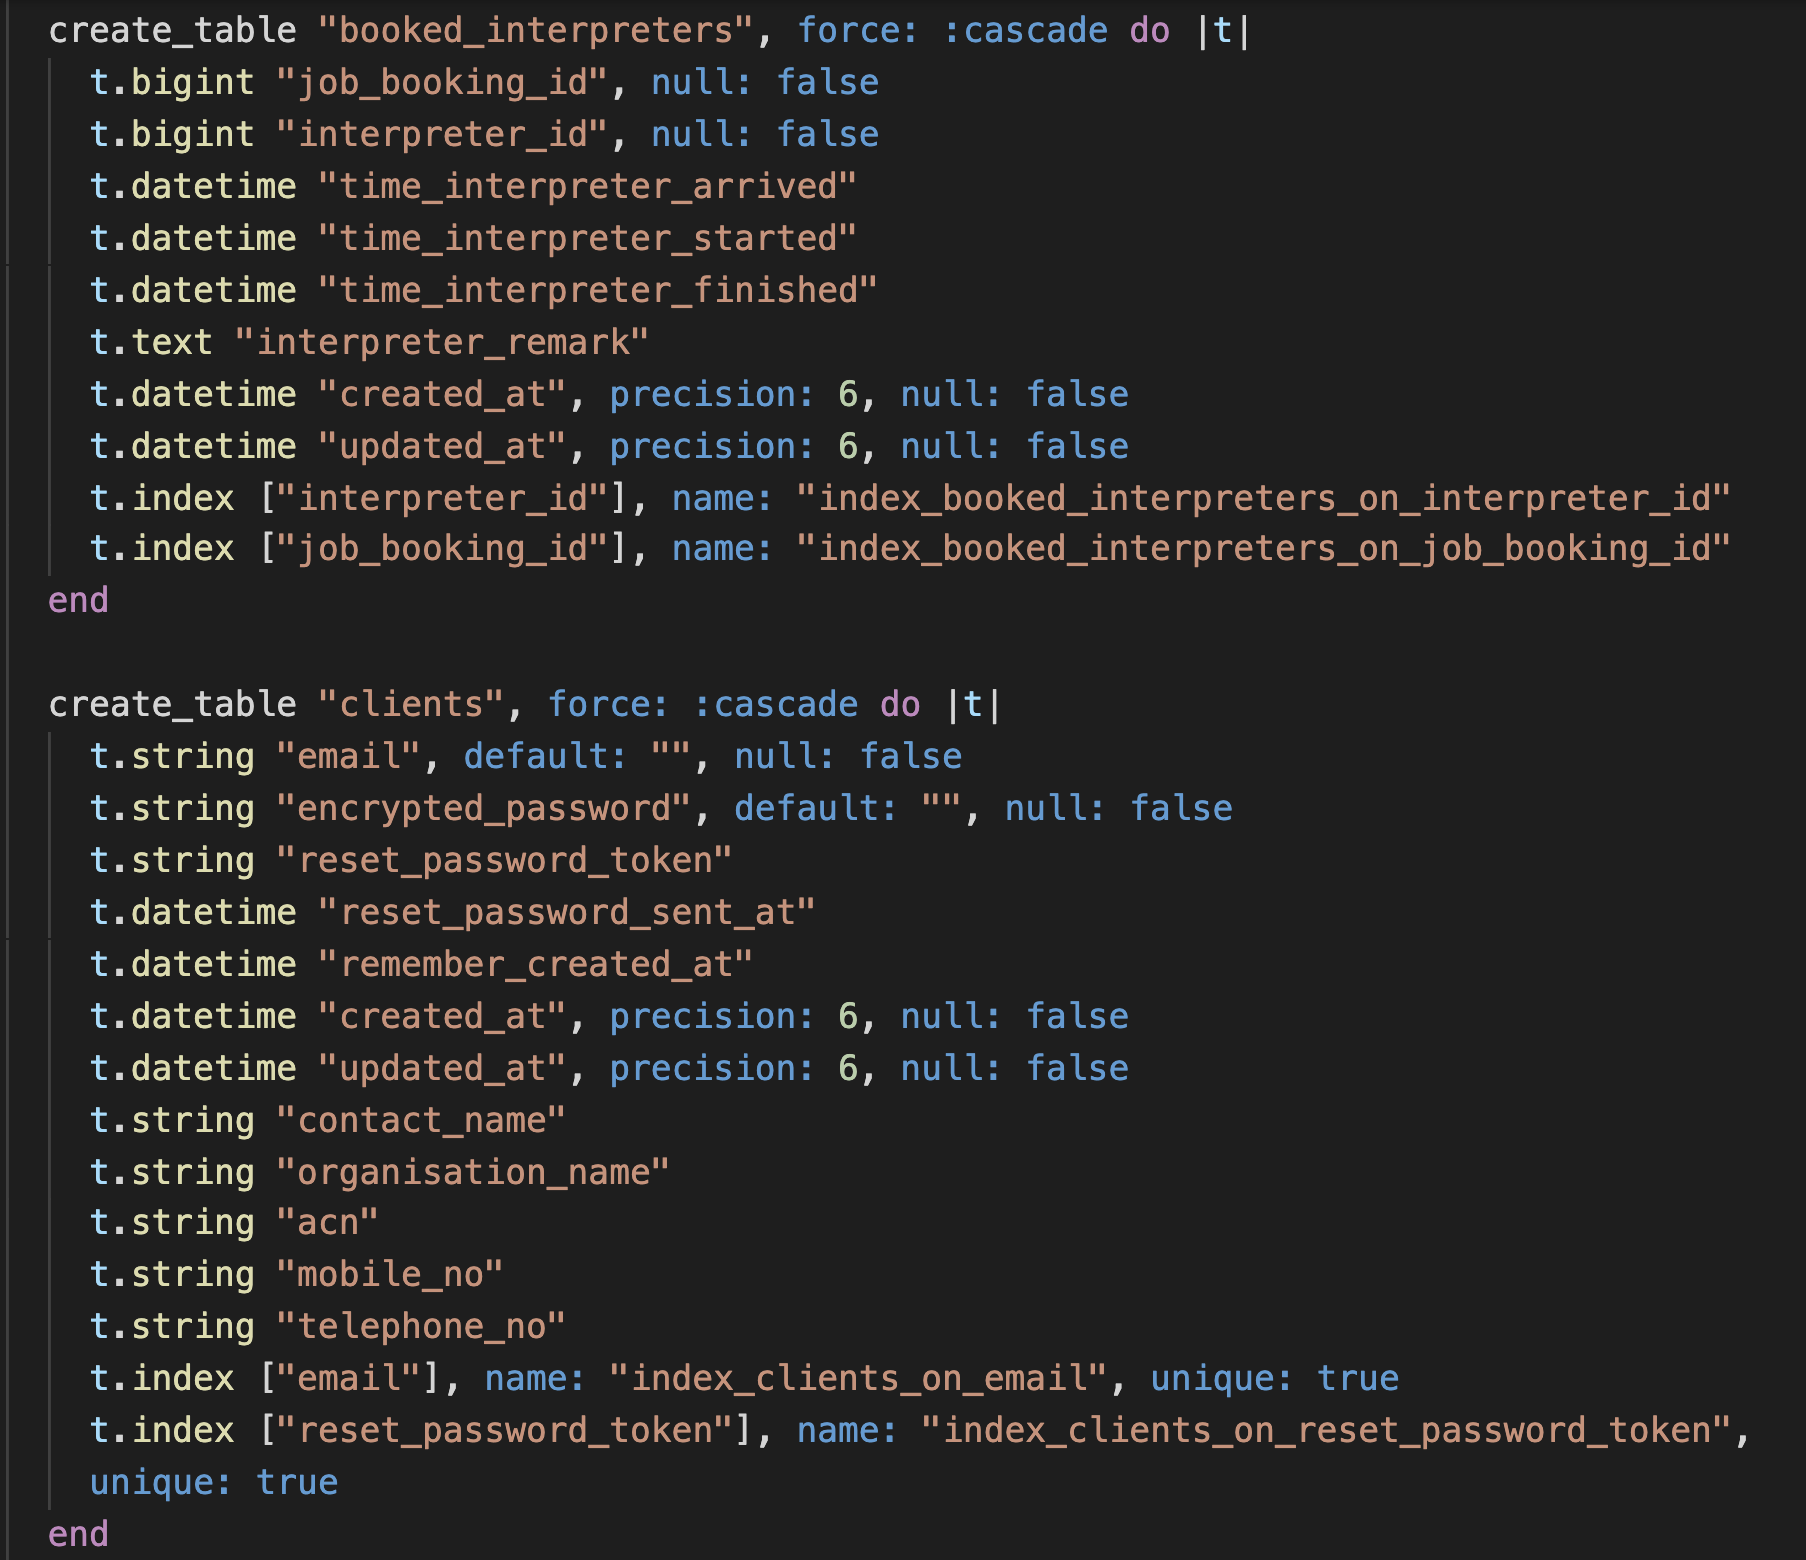 create_table "booked_interpreters", force: :cascade do |t|
  t.bigint "job_booking_id", null: false
  t.bigint "interpreter_id", null: false
  t.datetime "time_interpreter_arrived"
  t.datetime "time_interpreter_started"
  t.datetime "time_interpreter_finished"
  t.text "interpreter_remark"
  t.datetime "created_at", precision: 6, null: false
  t.datetime "updated_at", precision: 6, null: false
  t.index ["interpreter_id"], name: "index_booked_interpreters_on_interpreter_id"
  t.index ["job_booking_id"], name: "index_booked_interpreters_on_job_booking_id"
end

create_table "clients", force: :cascade do |t|
  t.string "email", default: "", null: false
  t.string "encrypted_password", default: "", null: false
  t.string "reset_password_token"
  t.datetime "reset_password_sent_at"
  t.datetime "remember_created_at"
  t.datetime "created_at", precision: 6, null: false
  t.datetime "updated_at", precision: 6, null: false
  t.string "contact_name"
  t.string "organisation_name"
  t.string "acn"
  t.string "mobile_no"
  t.string "telephone_no"
  t.index ["email"], name: "index_clients_on_email", unique: true
  t.index ["reset_password_token"], name: "index_clients_on_reset_password_token",
  unique: true
end